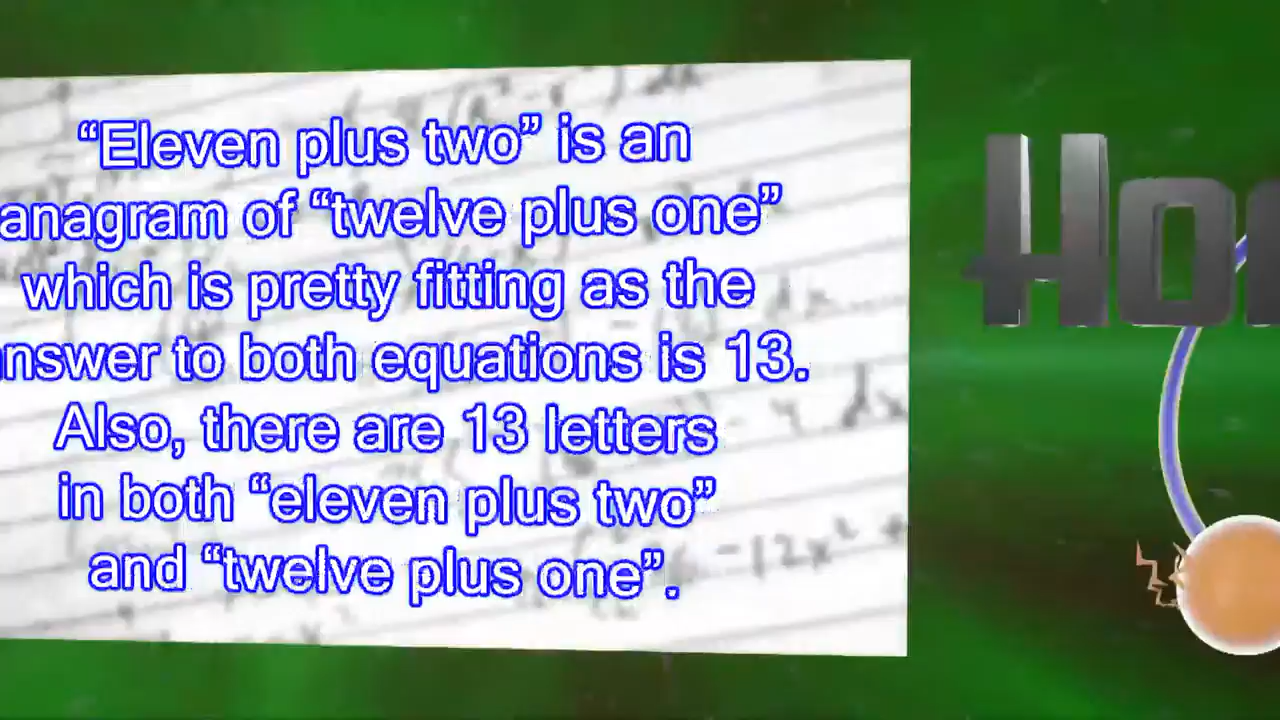 “Eleven plus two” is an
anagram of “twelve plus one”
which is pretty fitting as the
answer to both equations is 13.
Also, there are 13 letters
in both “eleven plus two”
and “twelve plus one”.